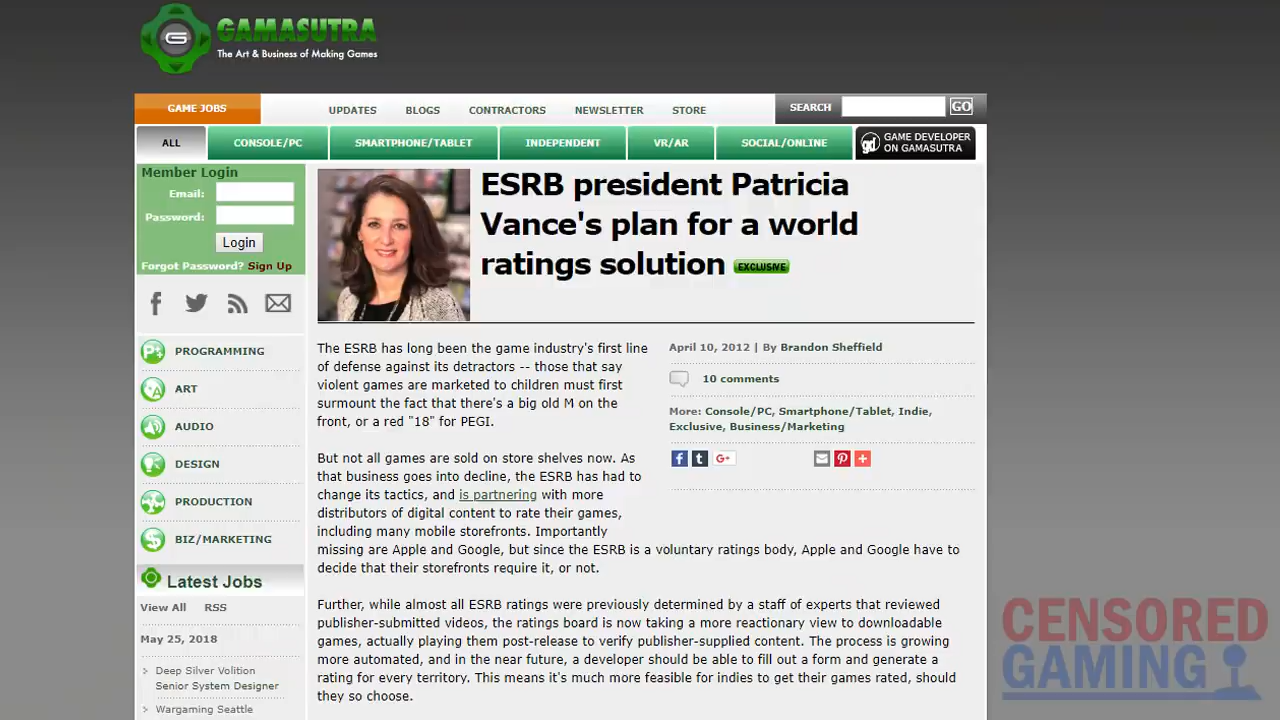 GAMASUTRA
The Art & Business of Making Games
GAME JOBS
UPDATES BLOGS CONTRACTORS NEWSLETTER STORE
SEARCH GO
ALL CONSOLE/PC SMARTPHONE/TABLET INDEPENDENT VR/AR SOCIAL/ONLINE
gd GAME DEVELOPER
ON GAMASUTRA
Member Login
Email:
Password:
Login
Forgot Password? Sign Up
PROGRAMMING
ART
AUDIO
DESIGN
PRODUCTION
BIZ/MARKETING
Latest Jobs
View All RSS
May 25, 2018
Deep Silver Volition
Senior System Designer
Wargaming Seattle
ESRB president Patricia
Vance's plan for a world
ratings solution EXCLUSIVE
The ESRB has long been the game industry's first line
of defense against its detractors -- those that say
violent games are marketed to children must first
surmount the fact that there's a big old M on the
front, or a red "18" for PEGI.
April 10, 2012 | By Brandon Sheffield
10 comments
More: Console/PC, Smartphone/Tablet, Indie,
Exclusive, Business/Marketing
But not all games are sold on store shelves now. As
that business goes into decline, the ESRB has had to
change its tactics, and is partnering with more
distributors of digital content to rate their games,
including many mobile storefronts. Importantly
missing are Apple and Google, but since the ESRB is a voluntary ratings body, Apple and Google have to
decide that their storefronts require it, or not.
Further, while almost all ESRB ratings were previously determined by a staff of experts that reviewed
publisher-submitted videos, the ratings board is now taking a more reactionary view to downloadable
games, actually playing them post-release to verify publisher-supplied content. The process is growing
more automated, and in the near future, a developer should be able to fill out a form and generate a
rating for every territory. This means it's much more feasible for indies to get their games rated, should
they so choose.
CENSORED
GAMING